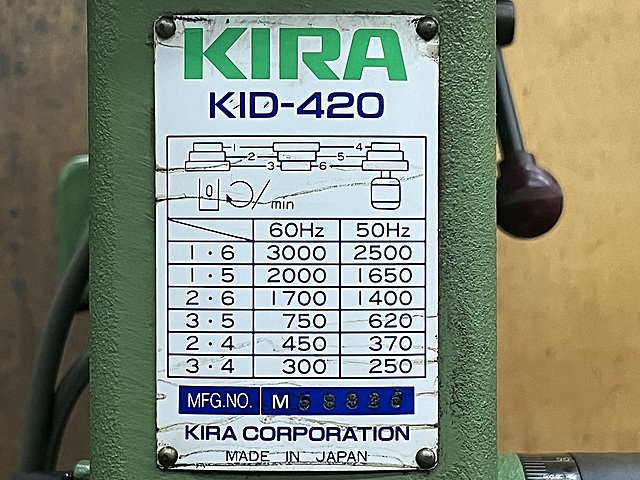 KIRA
KID-420
1 2 3 4 5 6
0 /min
60Hz 50Hz
1・6 3000 2500
1・5 2000 1650
2・6 1700 1400
3・5 750 620
2・4 450 370
3・4 300 250
MFG.NO. M
KIRA CORPORATION
MADE IN JAPAN